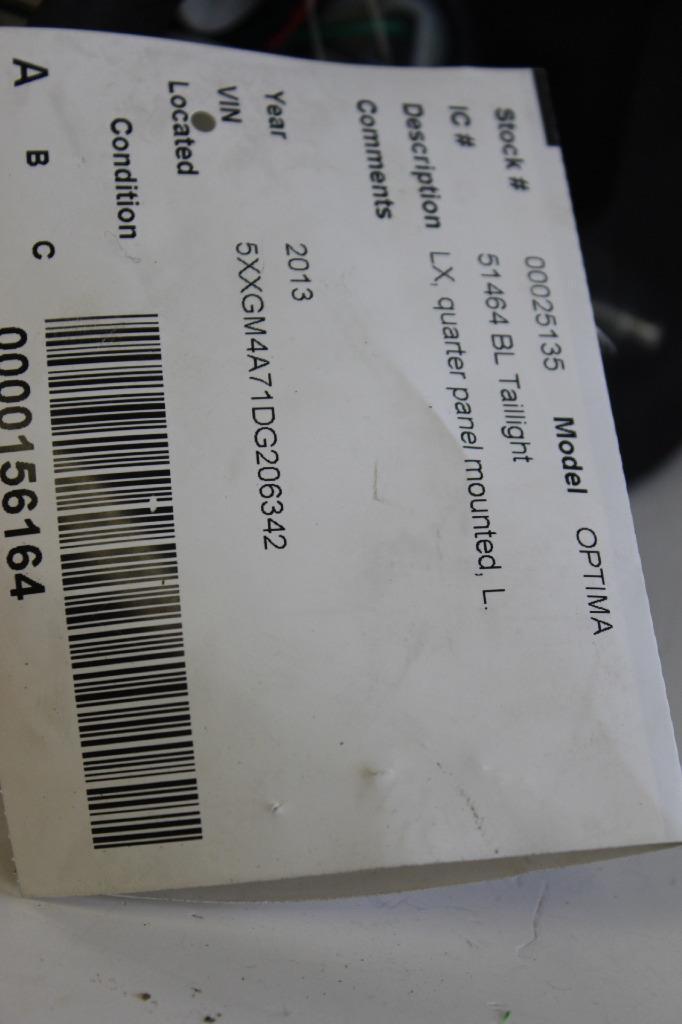 Stock # 00025135 Model OPTIMA
IC # 51464 BL Taillight
Description LX, quarter panel mounted, L.
Comments
Year 2013
VIN 5XXGM4A71DG206342
Located
Condition
A B C 0000156164